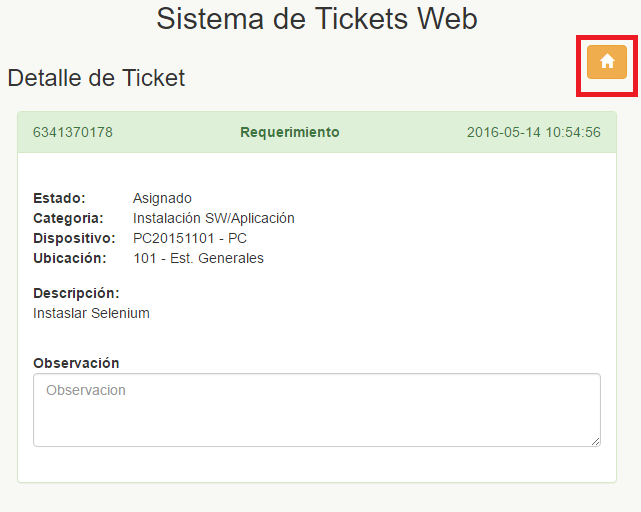 Sistema de Tickets Web
Detalle de Ticket
6341370178 Requerimiento 2016-05-14 10:54:56
Estado: Asignado
Categoria: Instalación SW/Aplicación
Dispositivo: PC20151101 - PC
Ubicación: 101 - Est. Generales
Descripción:
Instaslar Selenium
Observación
Observacion